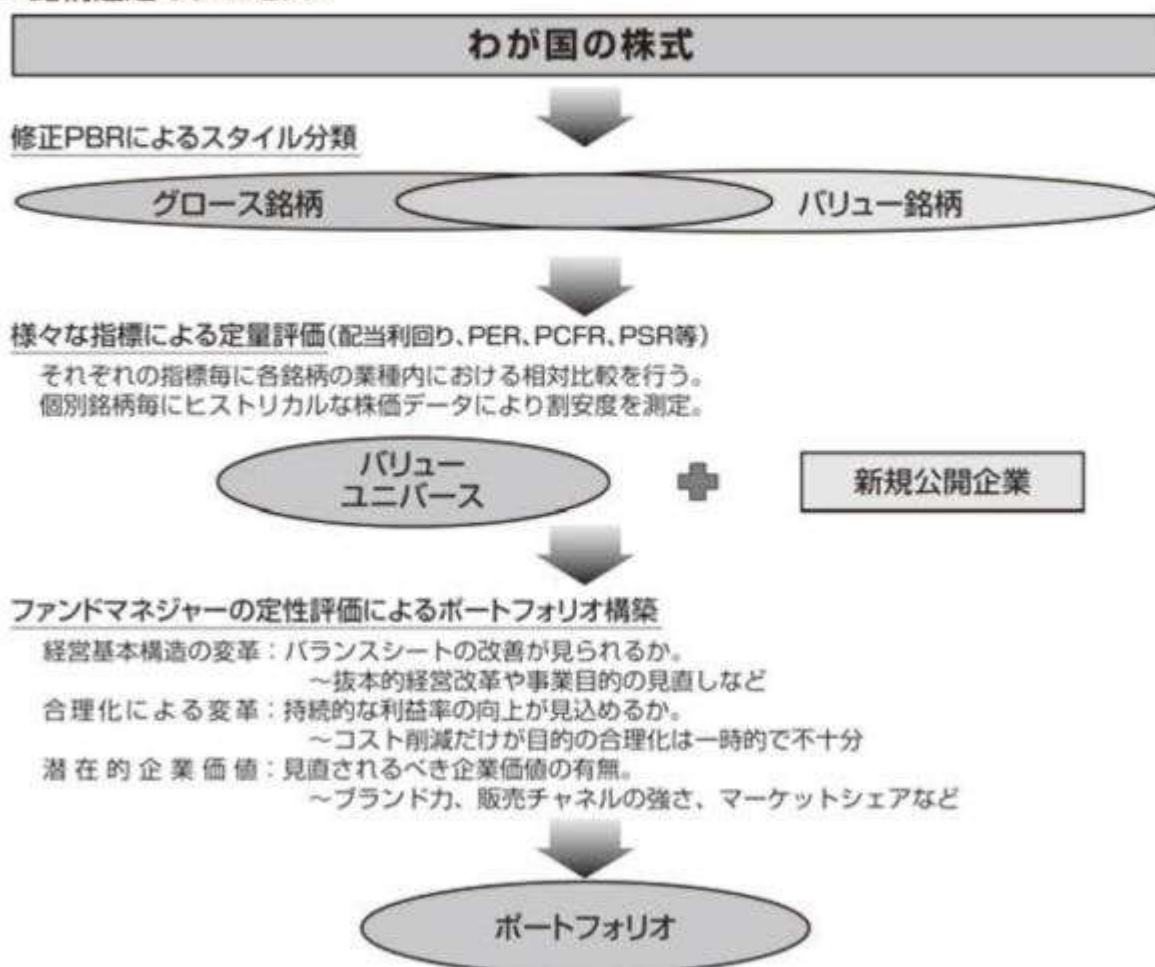 わが国の株式
修正PBRによるスタイル分類
グロース銘柄
バリュー銘柄
様々な指標による定量評価(配当利回り、PER、PCFR、PSR等)
それぞれの指標毎に各銘柄の業種内における相対比較を行う。
個別銘柄毎にヒストリカルな株価データにより割安度を測定。
バリュー
ユニバース
新規公開企業
ファンドマネジャーの定性評価によるポートフォリオ構築
経営基本構造の変革：バランスシートの改善が見られるか。
～抜本的経営改革や事業目的の見直しなど
合理化による変革：持続的な利益率の向上が見込めるか。
～コスト削減だけが目的の合理化は一時的で不十分
潜在的企業価値：見直されるべき企業価値の有無。
～ブランド力、販売チャネルの強さ、マーケットシェアなど
ポートフォリオ